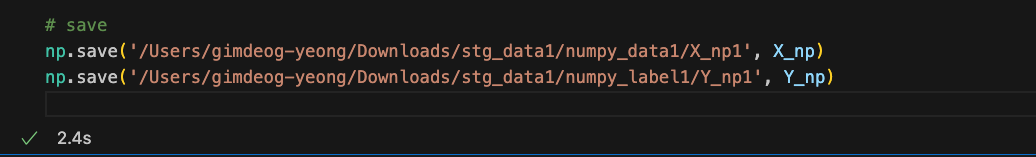 # save
np.save('/Users/gimdeog-yeong/Downloads/stg_data1/numpy_data1/X_np1', X_np)
np.save('/Users/gimdeog-yeong/Downloads/stg_data1/numpy_label1/Y_np1', Y_np)
2.4s